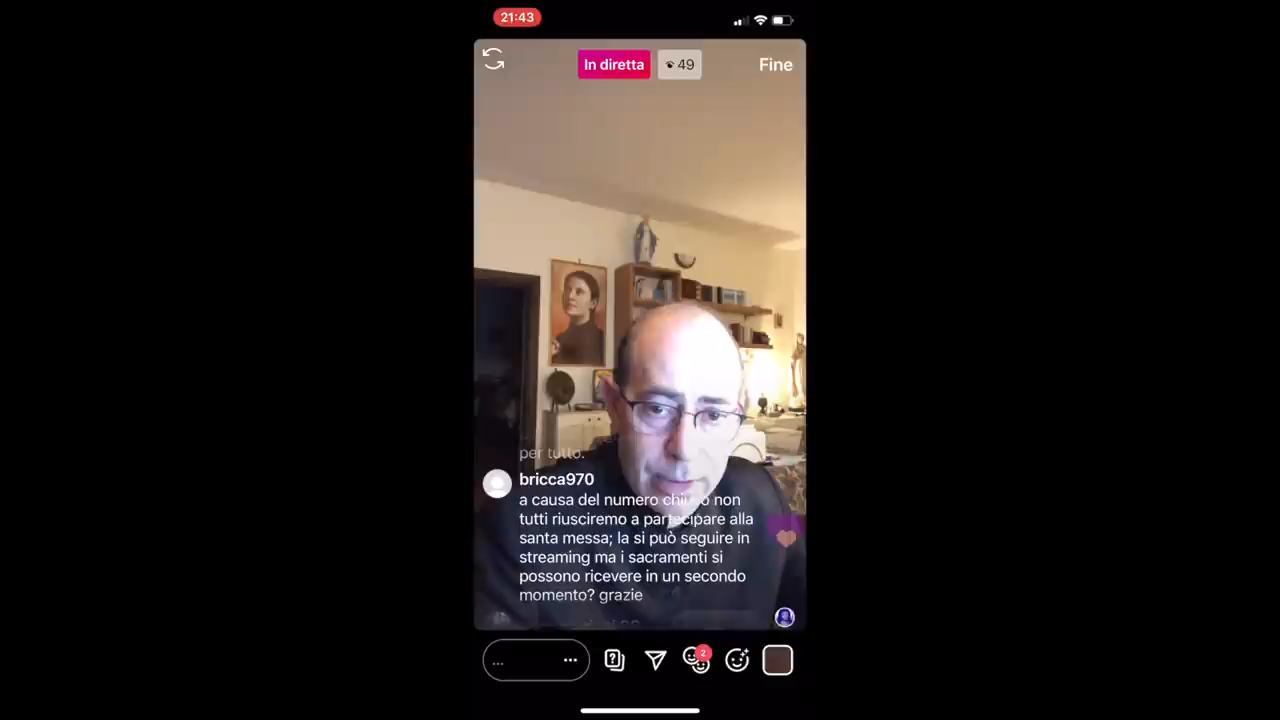 21:43
In diretta
49
Fine
per tutto.
bricca970
a causa del numero chiuso non
tutti riusciremo a partecipare alla
santa messa; la si può seguire in
streaming ma i sacramenti si
possono ricevere in un secondo
momento? grazie
...
2